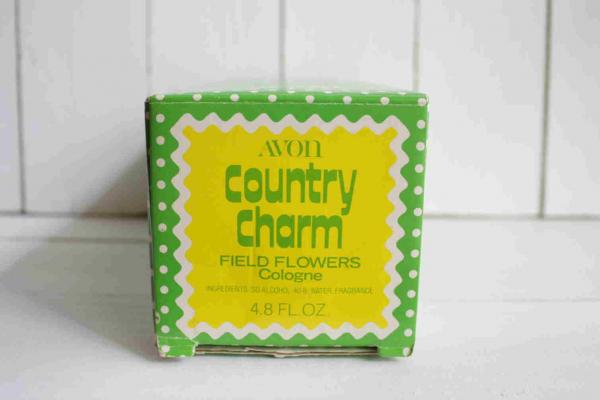 AVON
Country
Charm
FIELD FLOWERS
Cologne
INGREDIENTS: SD ALCOHOL 40-B, WATER, FRAGRANCE
4.8 FL.OZ.